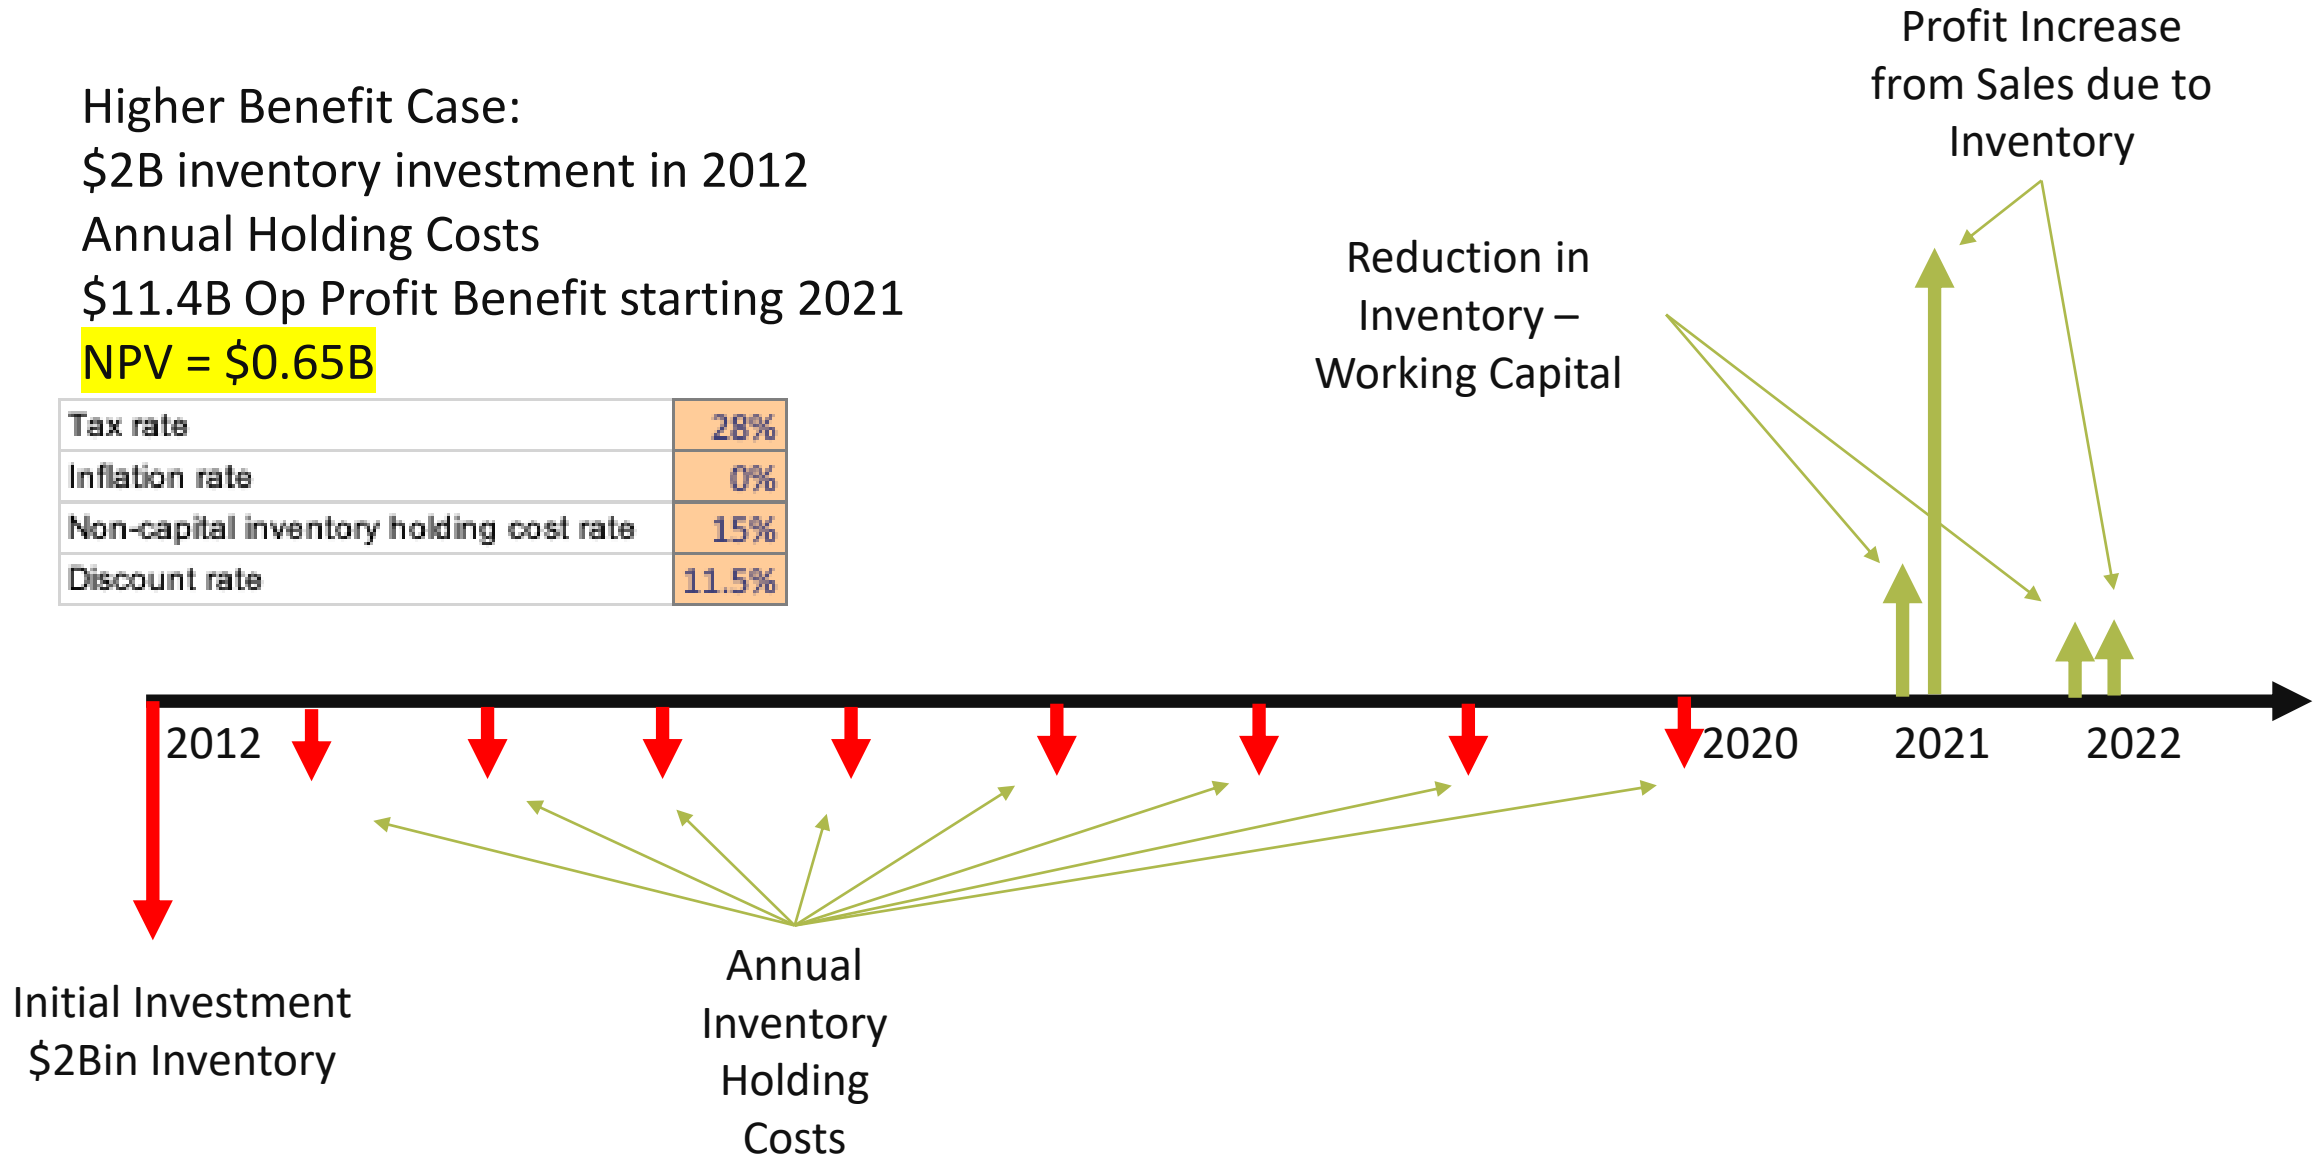 Profit Increase
from Sales due to
Inventory
Higher Benefit Case:
$2B inventory investment in 2012
Annual Holding Costs
$11.4B Op Profit Benefit starting 2021
NPV = $0.65B
Reduction in
Inventory –
Working Capital
Tax rate 28%
Inflation rate 0%
Non-capital inventory holding cost rate 15%
Discount rate 11.5%
2012 2020 2021 2022
Initial Investment
$2Bin Inventory
Annual
Inventory
Holding
Costs